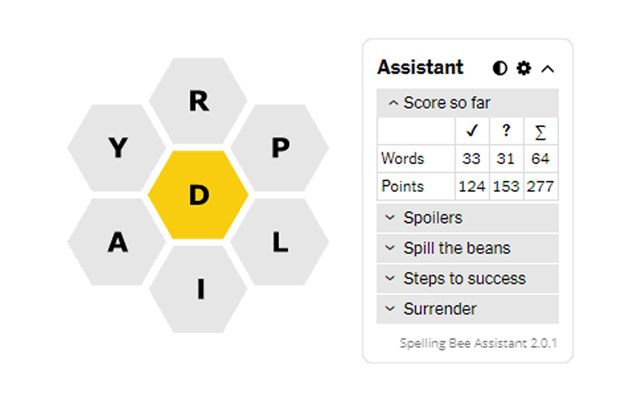 R
Y
P
D
A
L
I
Assistant
Score so far
✓ ? ∑
Words 33 31 64
Points 124 153 277
Spoilers
Spill the beans
Steps to success
Surrender
Spelling Bee Assistant 2.0.1